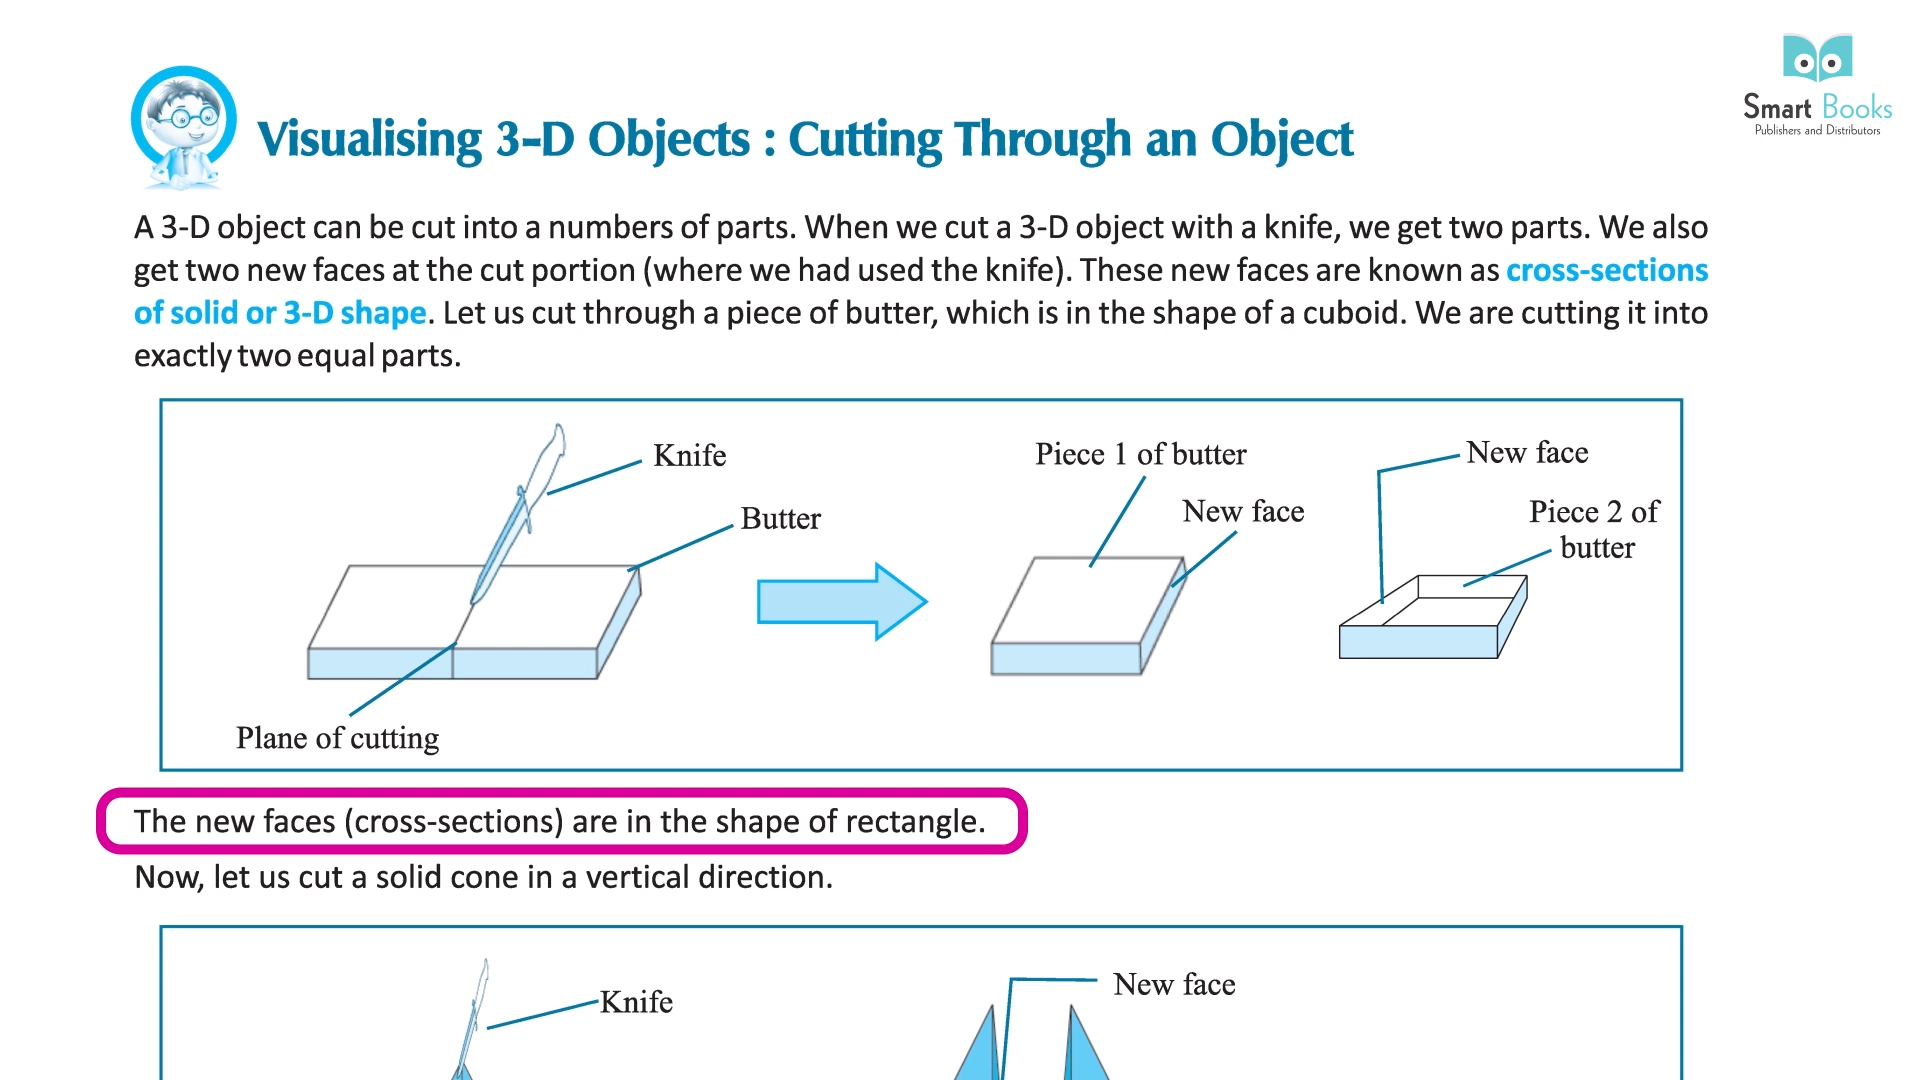 Smart Books
Publishers and Distributors
Visualising 3-D Objects : Cutting Through an Object
A 3-D object can be cut into a numbers of parts. When we cut a 3-D object with a knife, we get two parts. We also
get two new faces at the cut portion (where we had used the knife). These new faces are known as cross-sections
of solid or 3-D shape. Let us cut through a piece of butter, which is in the shape of a cuboid. We are cutting it into
exactly two equal parts.
Knife
Butter
Plane of cutting
Piece 1 of butter
New face
New face
Piece 2 of
butter
The new faces (cross-sections) are in the shape of rectangle.
Now, let us cut a solid cone in a vertical direction.
Knife
New face